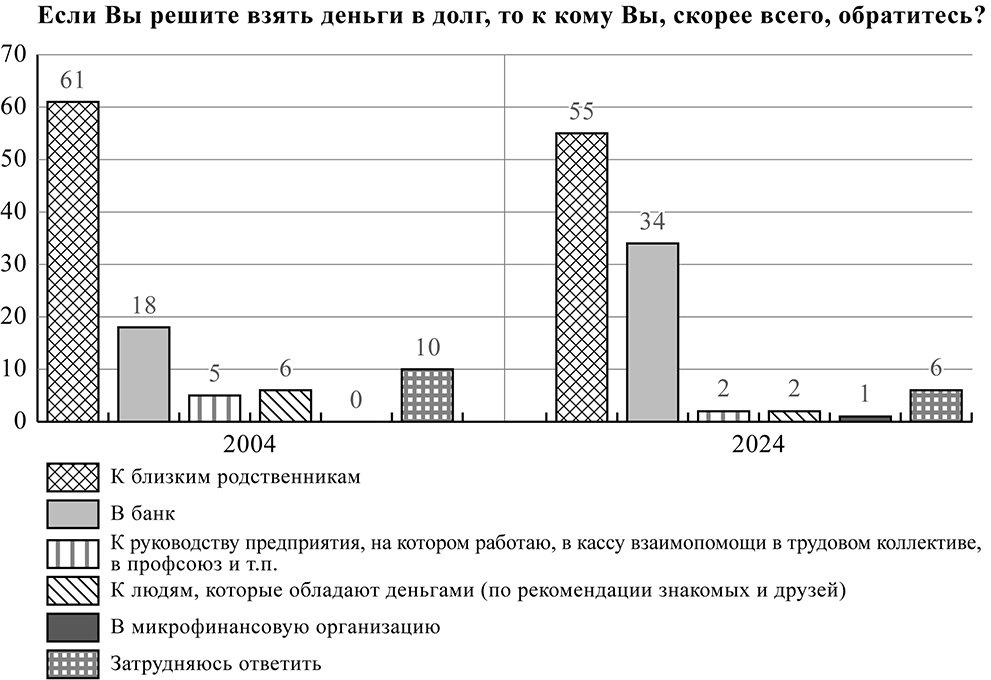 Если Вы решите взять деньги в долг, то к кому Вы, скорее всего, обратитесь?
70
60
50
40
30
20
10
0
61
18
5
6
0
10
55
34
2
2
1
6
2004
2024
К близким родственникам
В банк
К руководству предприятия, на котором работаю, в кассу взаимопомощи в трудовом коллективе,
в профсоюз и т.п.
К людям, которые обладают деньгами (по рекомендации знакомых и друзей)
В микрофинансовую организацию
Затрудняюсь ответить